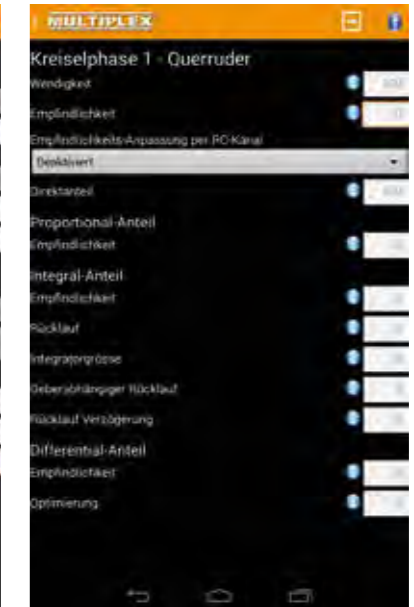 MULTIPLEX
Kreiselphase 1 - Querruder
Wendigkeit
Empfindlichkeit
Empfindlichkeits-Anpassung per RC-Kanal
Deaktiviert
Direktanteil
Proportional-Anteil
Empfindlichkeit
Integral-Anteil
Empfindlichkeit
Rücklauf
Integratorgrösse
Geberabhängiger Rücklauf
Rücklauf Verzögerung
Differential-Anteil
Empfindlichkeit
Optimierung